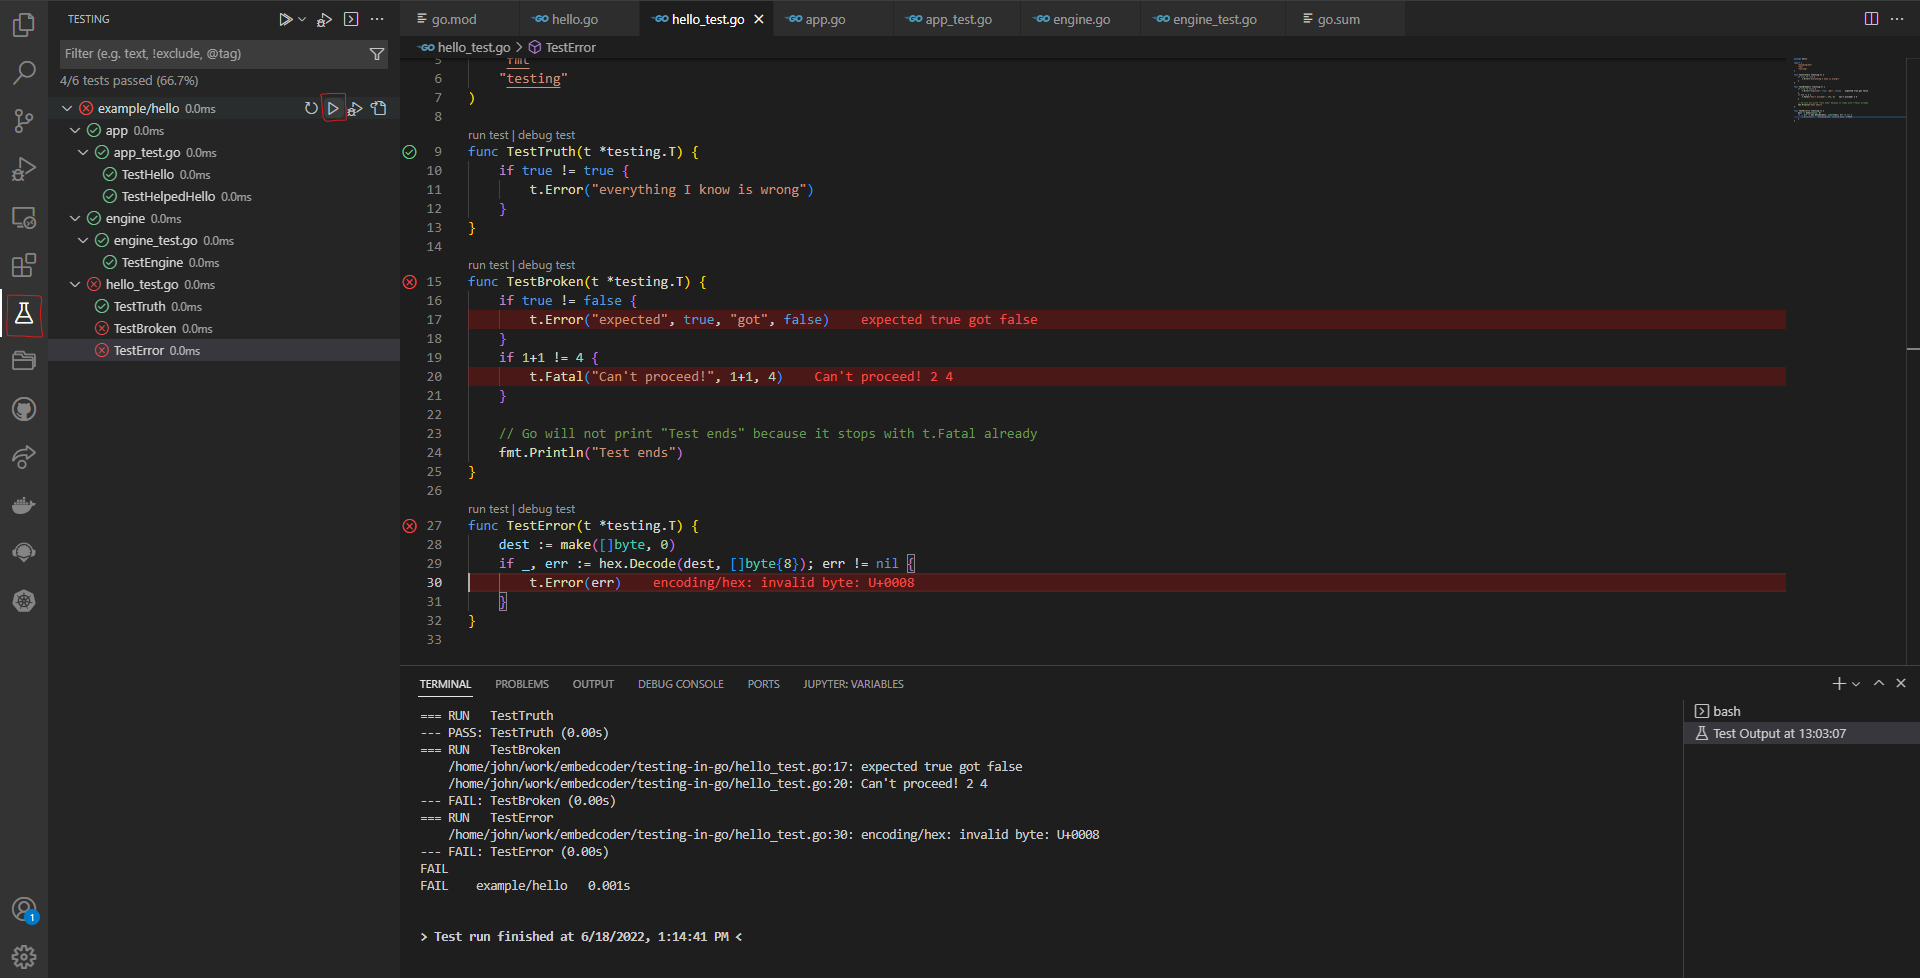 TESTING
Filter (e.g. text, !exclude, @tag)
4/6 tests passed (66.7%)
example/hello 0.0ms
app 0.0ms
app_test.go 0.0ms
TestHello 0.0ms
TestHelpedHello 0.0ms
engine 0.0ms
engine_test.go 0.0ms
TestEngine 0.0ms
hello_test.go 0.0ms
TestTruth 0.0ms
TestBroken 0.0ms
TestError 0.0ms
1
go.mod
hello.go
hello_test.go
app.go
app_test.go
engine.go
engine_test.go
go.sum
hello_test.go > TestError
5 "fmt
6 "testing"
7 )
8
run test | debug test
9 func TestTruth(t *testing.T) {
10 if true != true {
11 t.Error("everything I know is wrong")
12 }
13 }
14
run test | debug test
15 func TestBroken(t *testing.T) {
16 if true != false {
17 t.Error("expected", true, "got", false) expected true got false
18 }
19 if 1+1 != 4 {
20 t.Fatal("Can't proceed!", 1+1, 4) Can't proceed! 2 4
21 }
22
23 // Go will not print "Test ends" because it stops with t.Fatal already
24 fmt.Println("Test ends")
25 }
26
run test | debug test
27 func TestError(t *testing.T) {
28 dest := make([]byte, 0)
29 if _, err := hex.Decode(dest, []byte{8}); err != nil {
30 t.Error(err) encoding/hex: invalid byte: U+0008
31 }
32 }
33
TERMINAL PROBLEMS OUTPUT DEBUG CONSOLE PORTS JUPYTER: VARIABLES
=== RUN TestTruth
--- PASS: TestTruth (0.00s)
=== RUN TestBroken
/home/john/work/embedcoder/testing-in-go/hello_test.go:17: expected true got false
/home/john/work/embedcoder/testing-in-go/hello_test.go:20: Can't proceed! 2 4
--- FAIL: TestBroken (0.00s)
=== RUN TestError
/home/john/work/embedcoder/testing-in-go/hello_test.go:30: encoding/hex: invalid byte: U+0008
--- FAIL: TestError (0.00s)
FAIL
FAIL example/hello 0.001s
> Test run finished at 6/18/2022, 1:14:41 PM <
bash
Test Output at 13:03:07